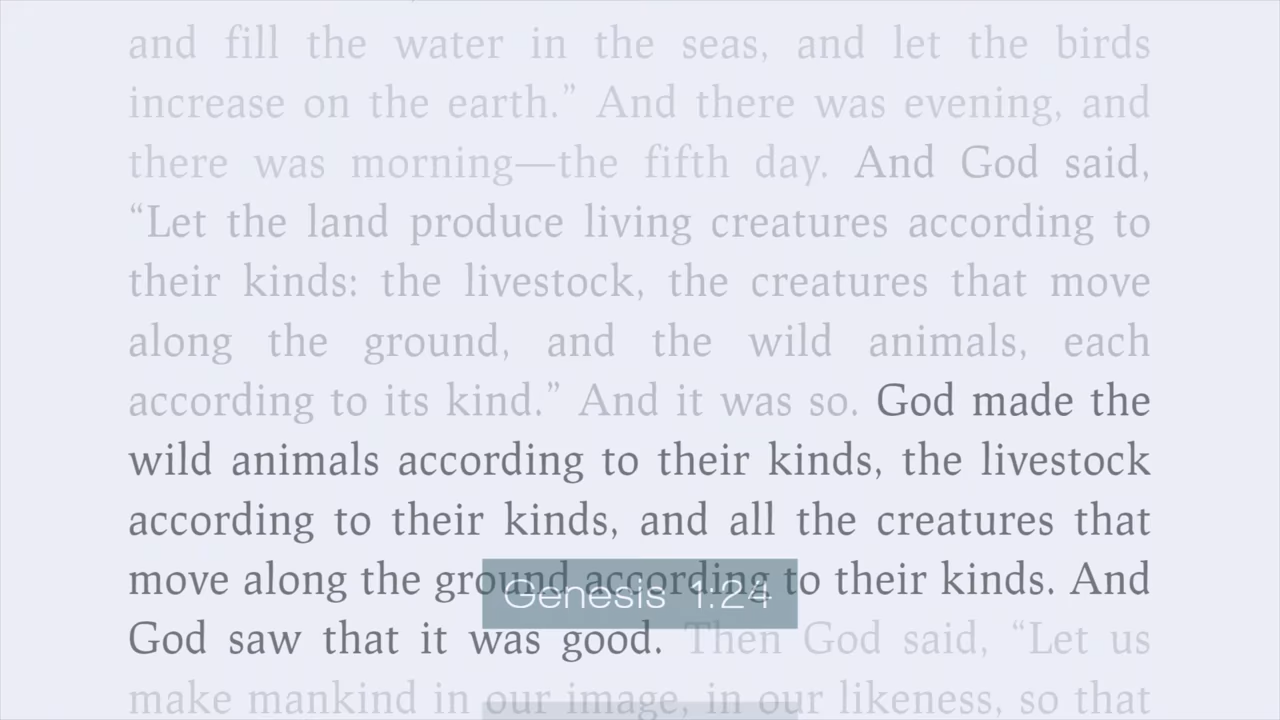 and fill the water in the seas, and let the birds
increase on the earth.” And there was evening, and
there was morning—the fifth day. And God said,
“Let the land produce living creatures according to
their kinds: the livestock, the creatures that move
along the ground, and the wild animals, each
according to its kind.” And it was so. God made the
wild animals according to their kinds, the livestock
according to their kinds, and all the creatures that
move along the ground according to their kinds. And
Genesis 1:24
God saw that it was good. Then God said, “Let us
make mankind in our image, in our likeness, so that